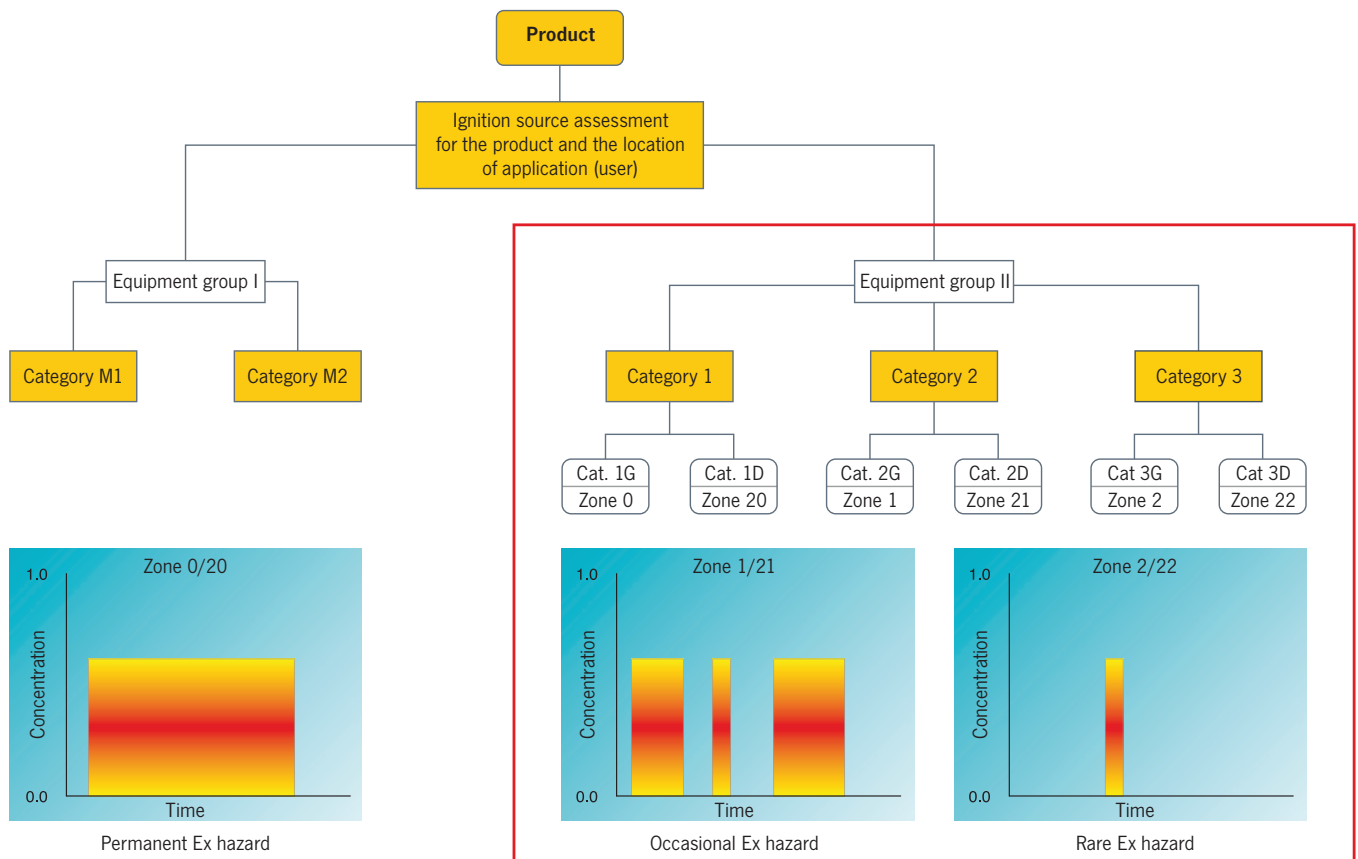 Product
Ignition source assessment
for the product and the location
of application (user)
Equipment group I
Equipment group II
Category M1
Category M2
Category 1
Category 2
Category 3
Cat. 1G
Zone 0
Cat. 1D
Zone 20
Cat. 2G
Zone 1
Cat. 2D
Zone 21
Cat 3G
Zone 2
Cat 3D
Zone 22
Zone 0/20
1.0
Concentration
0.0
Time
Permanent Ex hazard
Zone 1/21
1.0
Concentration
0.0
Time
Occasional Ex hazard
Zone 2/22
1.0
Concentration
0.0
Time
Rare Ex hazard